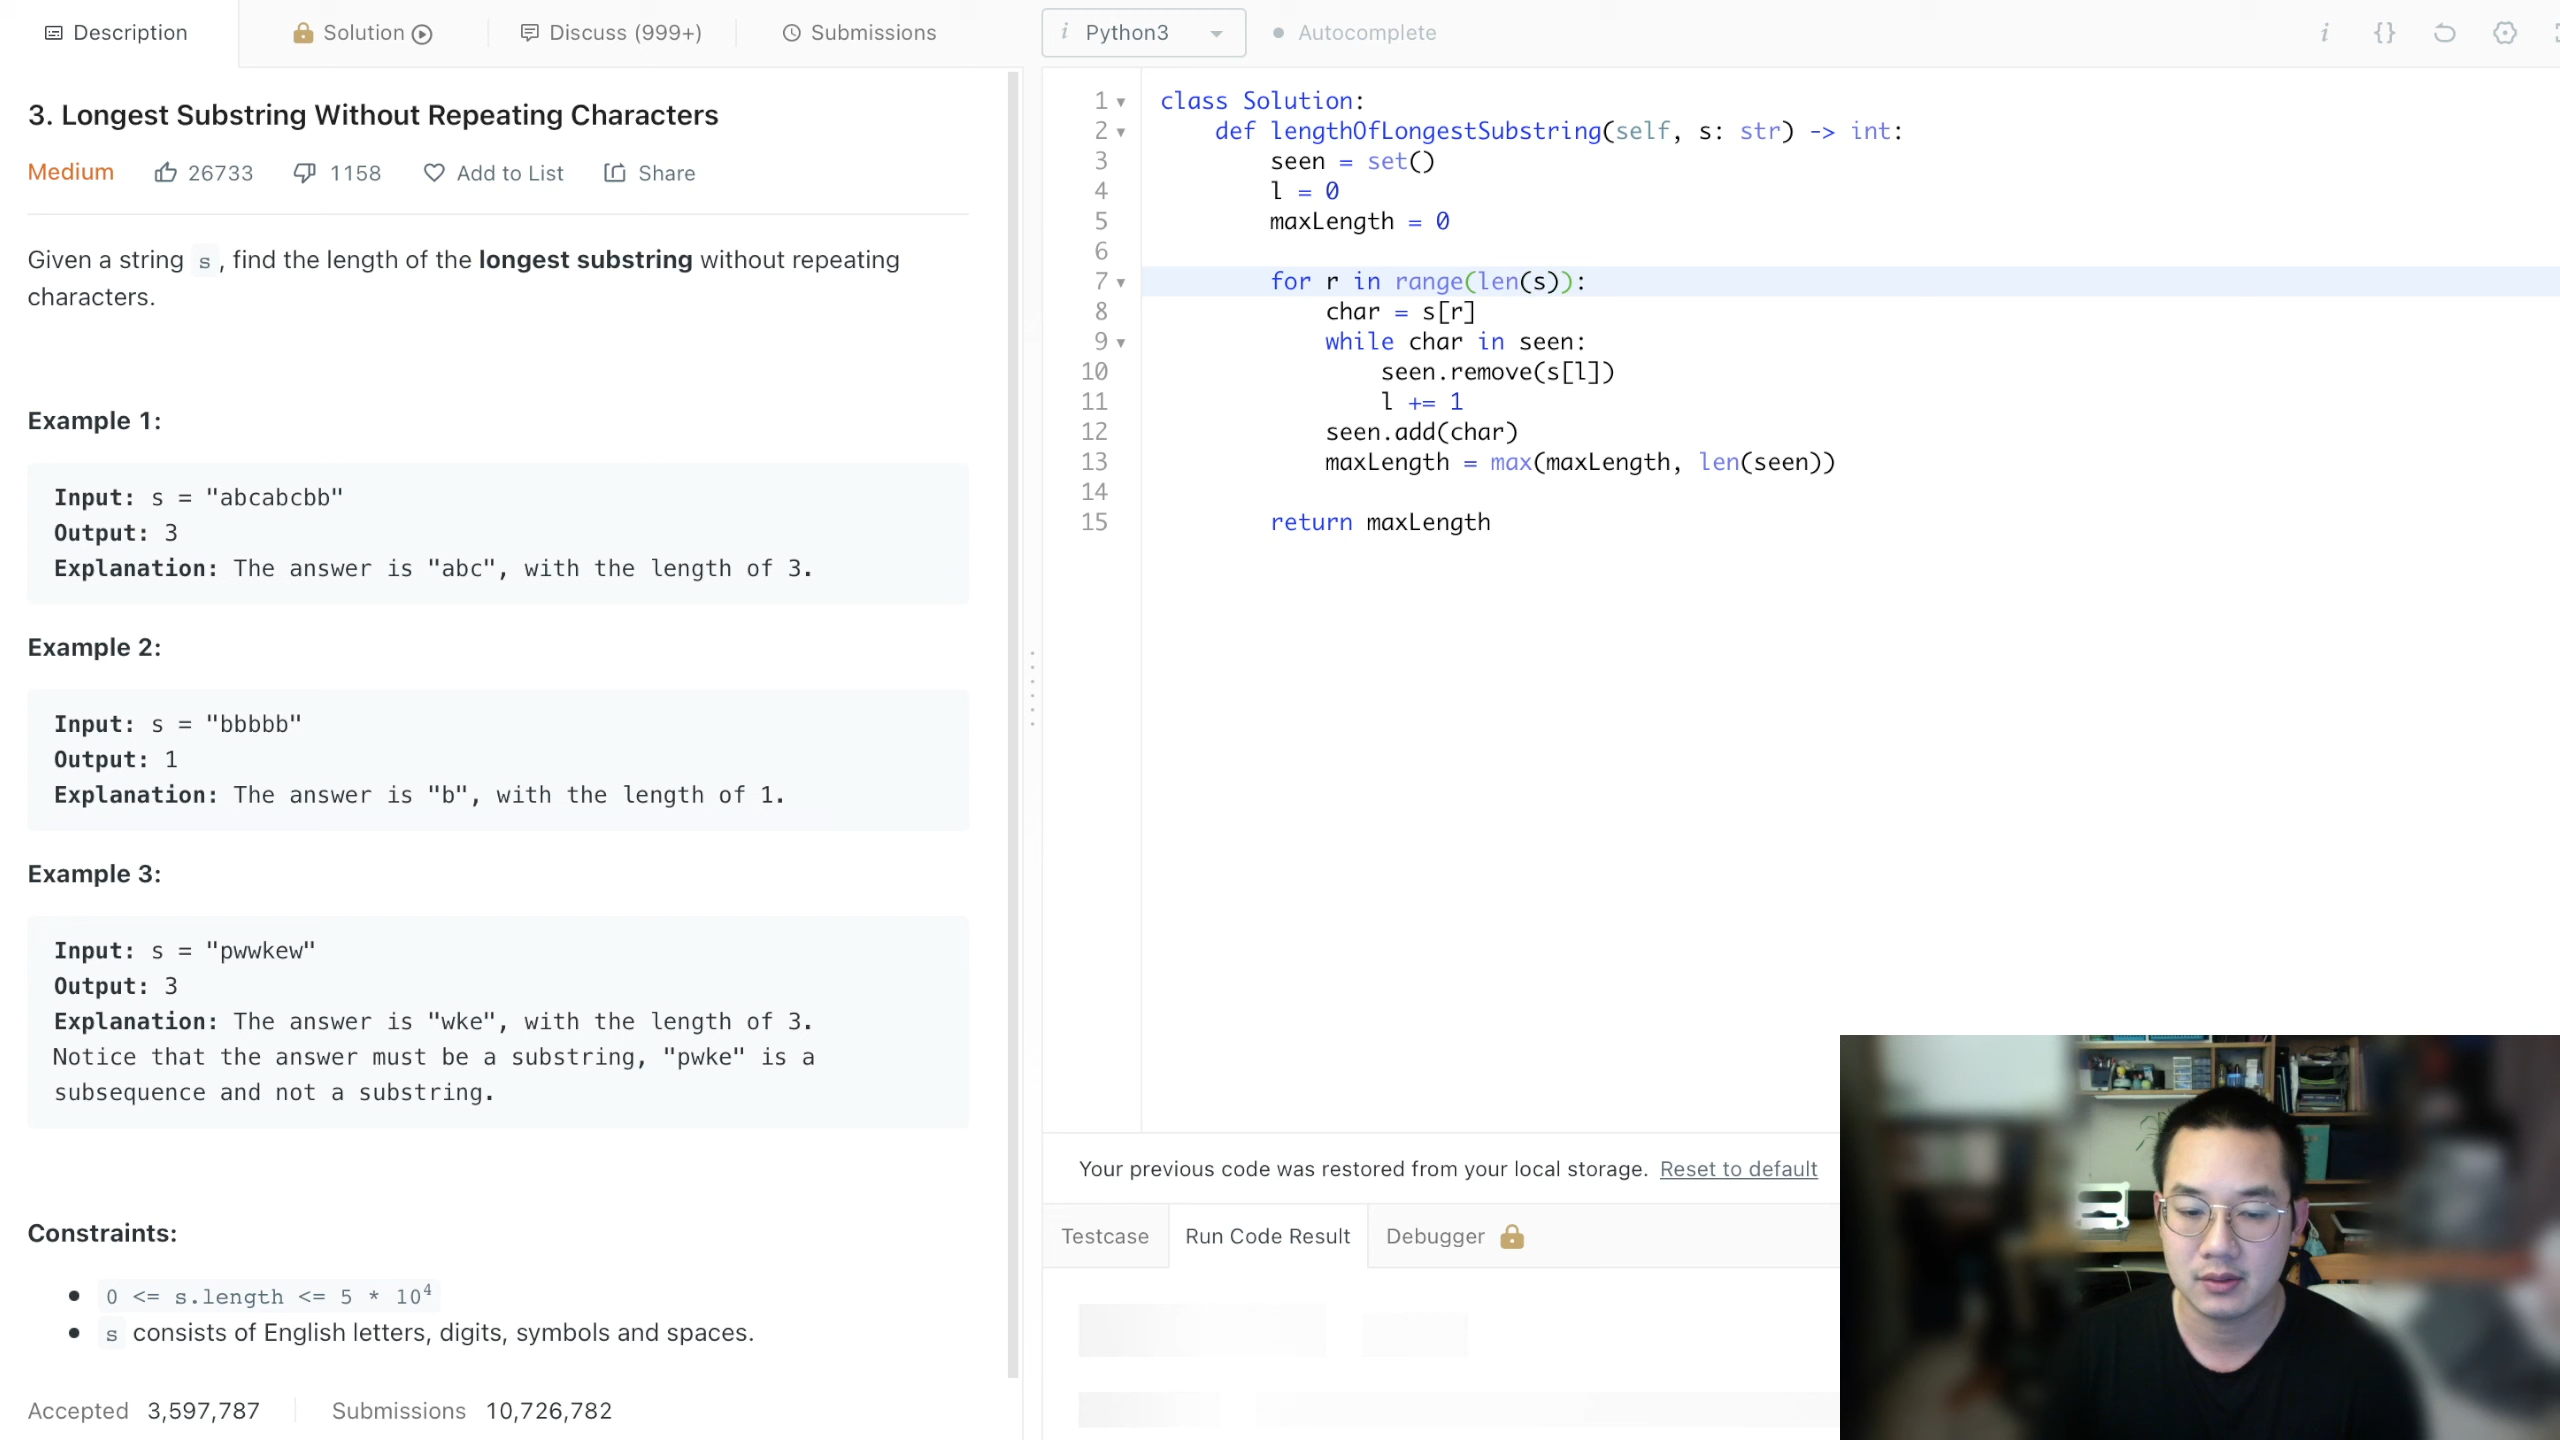 Description
Solution
Discuss (999+)
Submissions
3. Longest Substring Without Repeating Characters
Medium 26733 1158 Add to List Share
Given a string s , find the length of the longest substring without repeating
characters.
Example 1:
Input: s = "abcabcbb"
Output: 3
Explanation: The answer is "abc", with the length of 3.
Example 2:
Input: s = "bbbbb"
Output: 1
Explanation: The answer is "b", with the length of 1.
Example 3:
Input: s = "pwwkew"
Output: 3
Explanation: The answer is "wke", with the length of 3.
Notice that the answer must be a substring, "pwke" is a
subsequence and not a substring.
Constraints:
0 <= s.length <= 5 * 10⁴
s consists of English letters, digits, symbols and spaces.
Accepted 3,597,787 Submissions 10,726,782
i Python3 Autocomplete
i {}
1 class Solution:
2     def lengthOfLongestSubstring(self, s: str) -> int:
3         seen = set()
4         l = 0
5         maxLength = 0
6
7         for r in range(len(s)):
8             char = s[r]
9             while char in seen:
10                 seen.remove(s[l])
11                 l += 1
12             seen.add(char)
13             maxLength = max(maxLength, len(seen))
14
15         return maxLength
Your previous code was restored from your local storage. Reset to default
Testcase Run Code Result Debugger